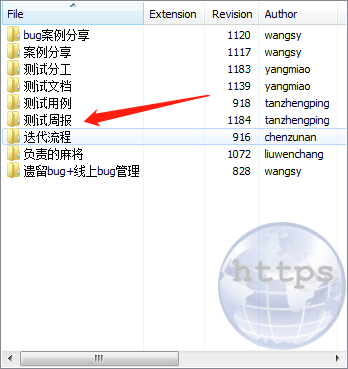 File Extension Revision Author
bug案例分享 1120 wangsy
案例分享 1117 wangsy
测试分工 1183 yangmiao
测试文档 1139 yangmiao
测试用例 918 tanzhengping
测试周报 1184 tanzhengping
迭代流程 916 chenzunan
负责的麻将 1072 liuwenchang
遗留bug+线上bug管理 828 wangsy
https